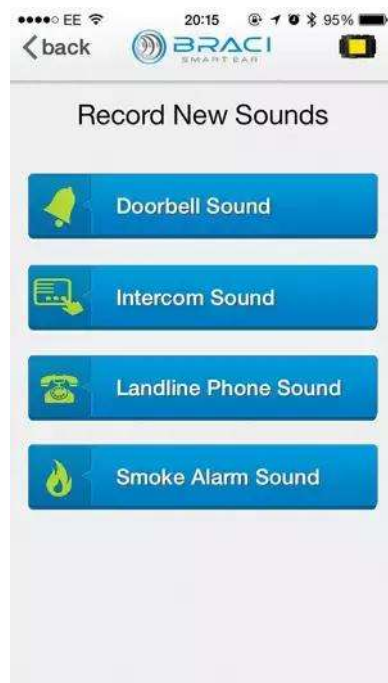 EE 20:15 95%
back BRACI
SMART EAR
Record New Sounds
Doorbell Sound
Intercom Sound
Landline Phone Sound
Smoke Alarm Sound